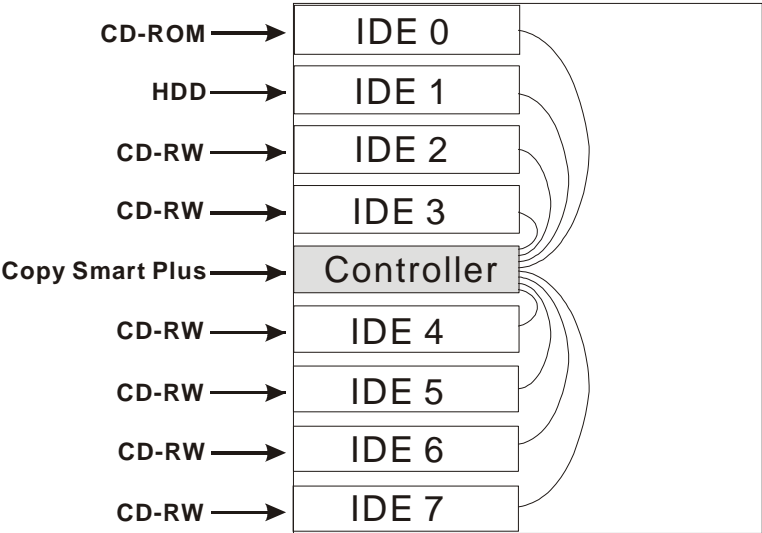 CD-ROM IDE 0
HDD IDE 1
CD-RW IDE 2
CD-RW IDE 3
Copy Smart Plus Controller
CD-RW IDE 4
CD-RW IDE 5
CD-RW IDE 6
CD-RW IDE 7